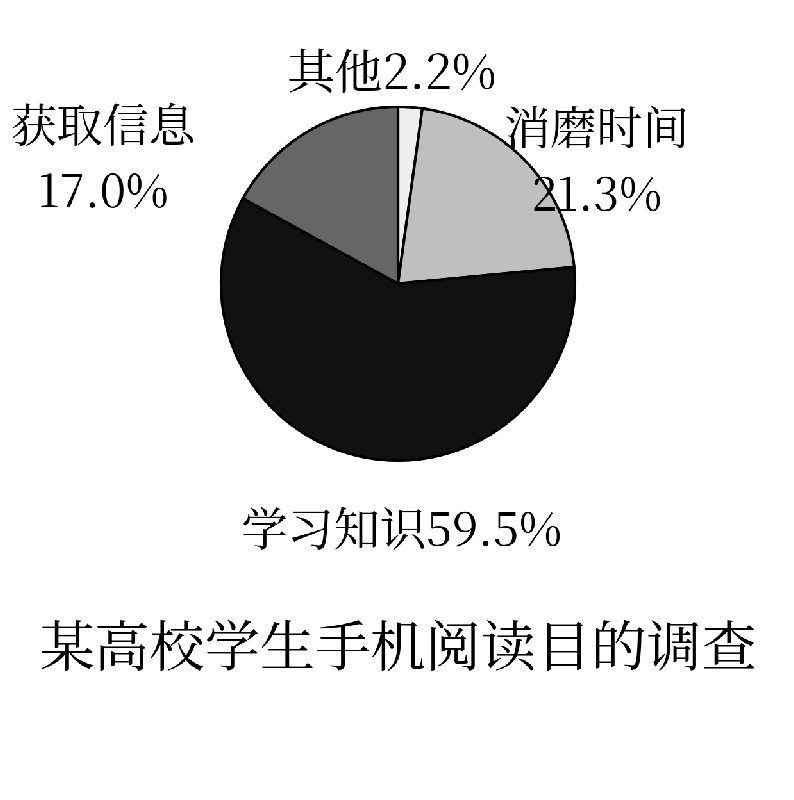 其他2.2%
获取信息
17.0%
消磨时间
21.3%
学习知识59.5%
某高校学生手机阅读目的调查